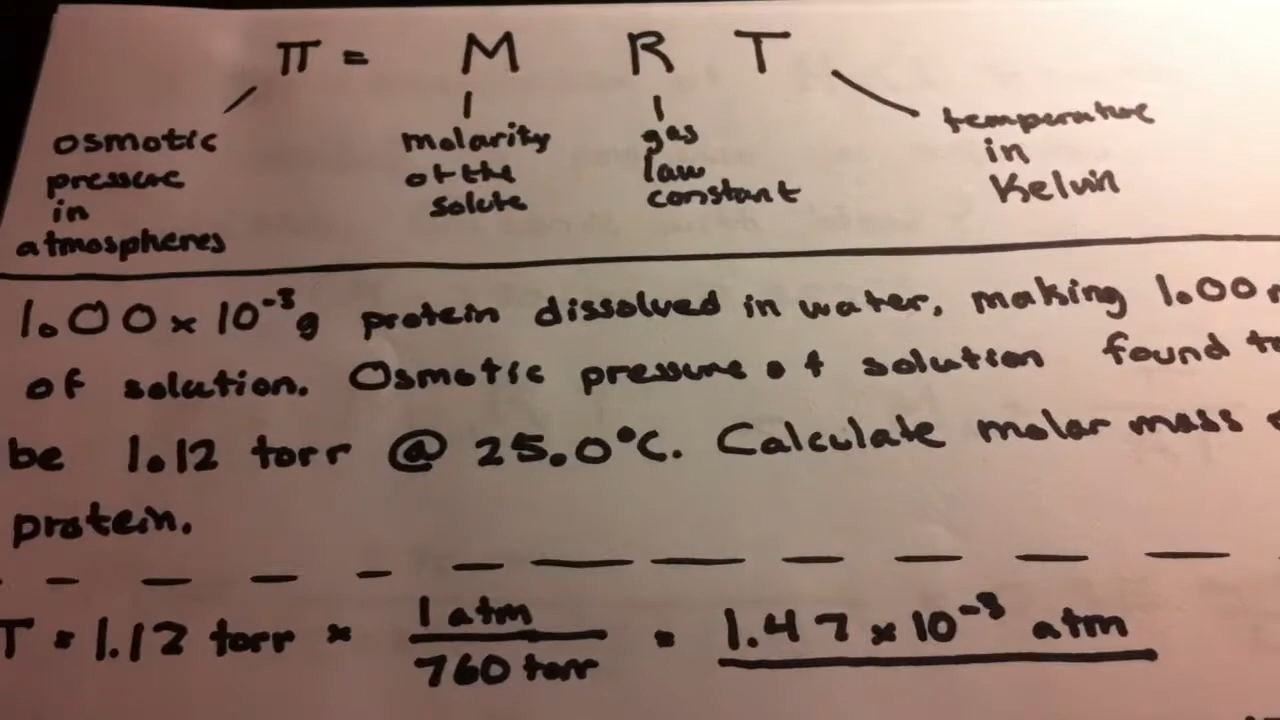 π = M R T
osmotic pressure in atmospheres
molarity of the solute
gas law constant
temperature in Kelvin
1.00 x 10⁻³g protein dissolved in water, making 1.00
of solution. Osmotic pressure of solution found to
be 1.12 torr @ 25.0°C. Calculate molar mass
protein.
= 1.12 torr x 1 atm / 760 torr = 1.47 x 10⁻³ atm